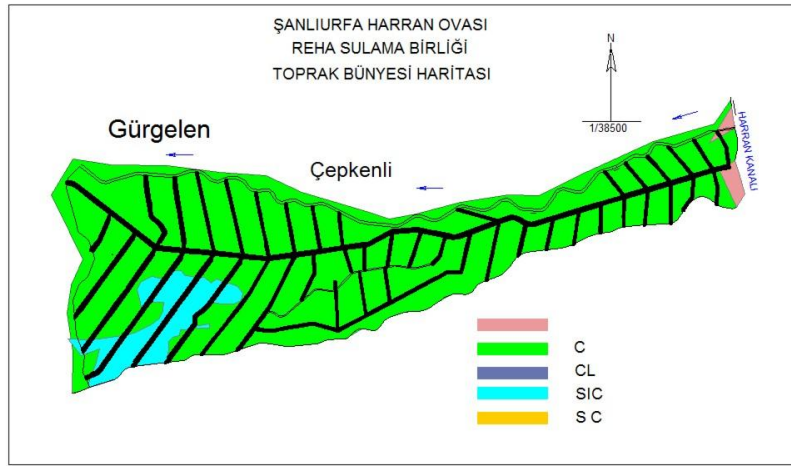 ŞANLIURFA HARRAN OVASI
REHA SULAMA BİRLİĞİ
TOPRAK BÜNYESİ HARİTASI
N
1/38500
HARRAN KANALI
Gürgelen
Çepkenli
C
CL
SIC
S C